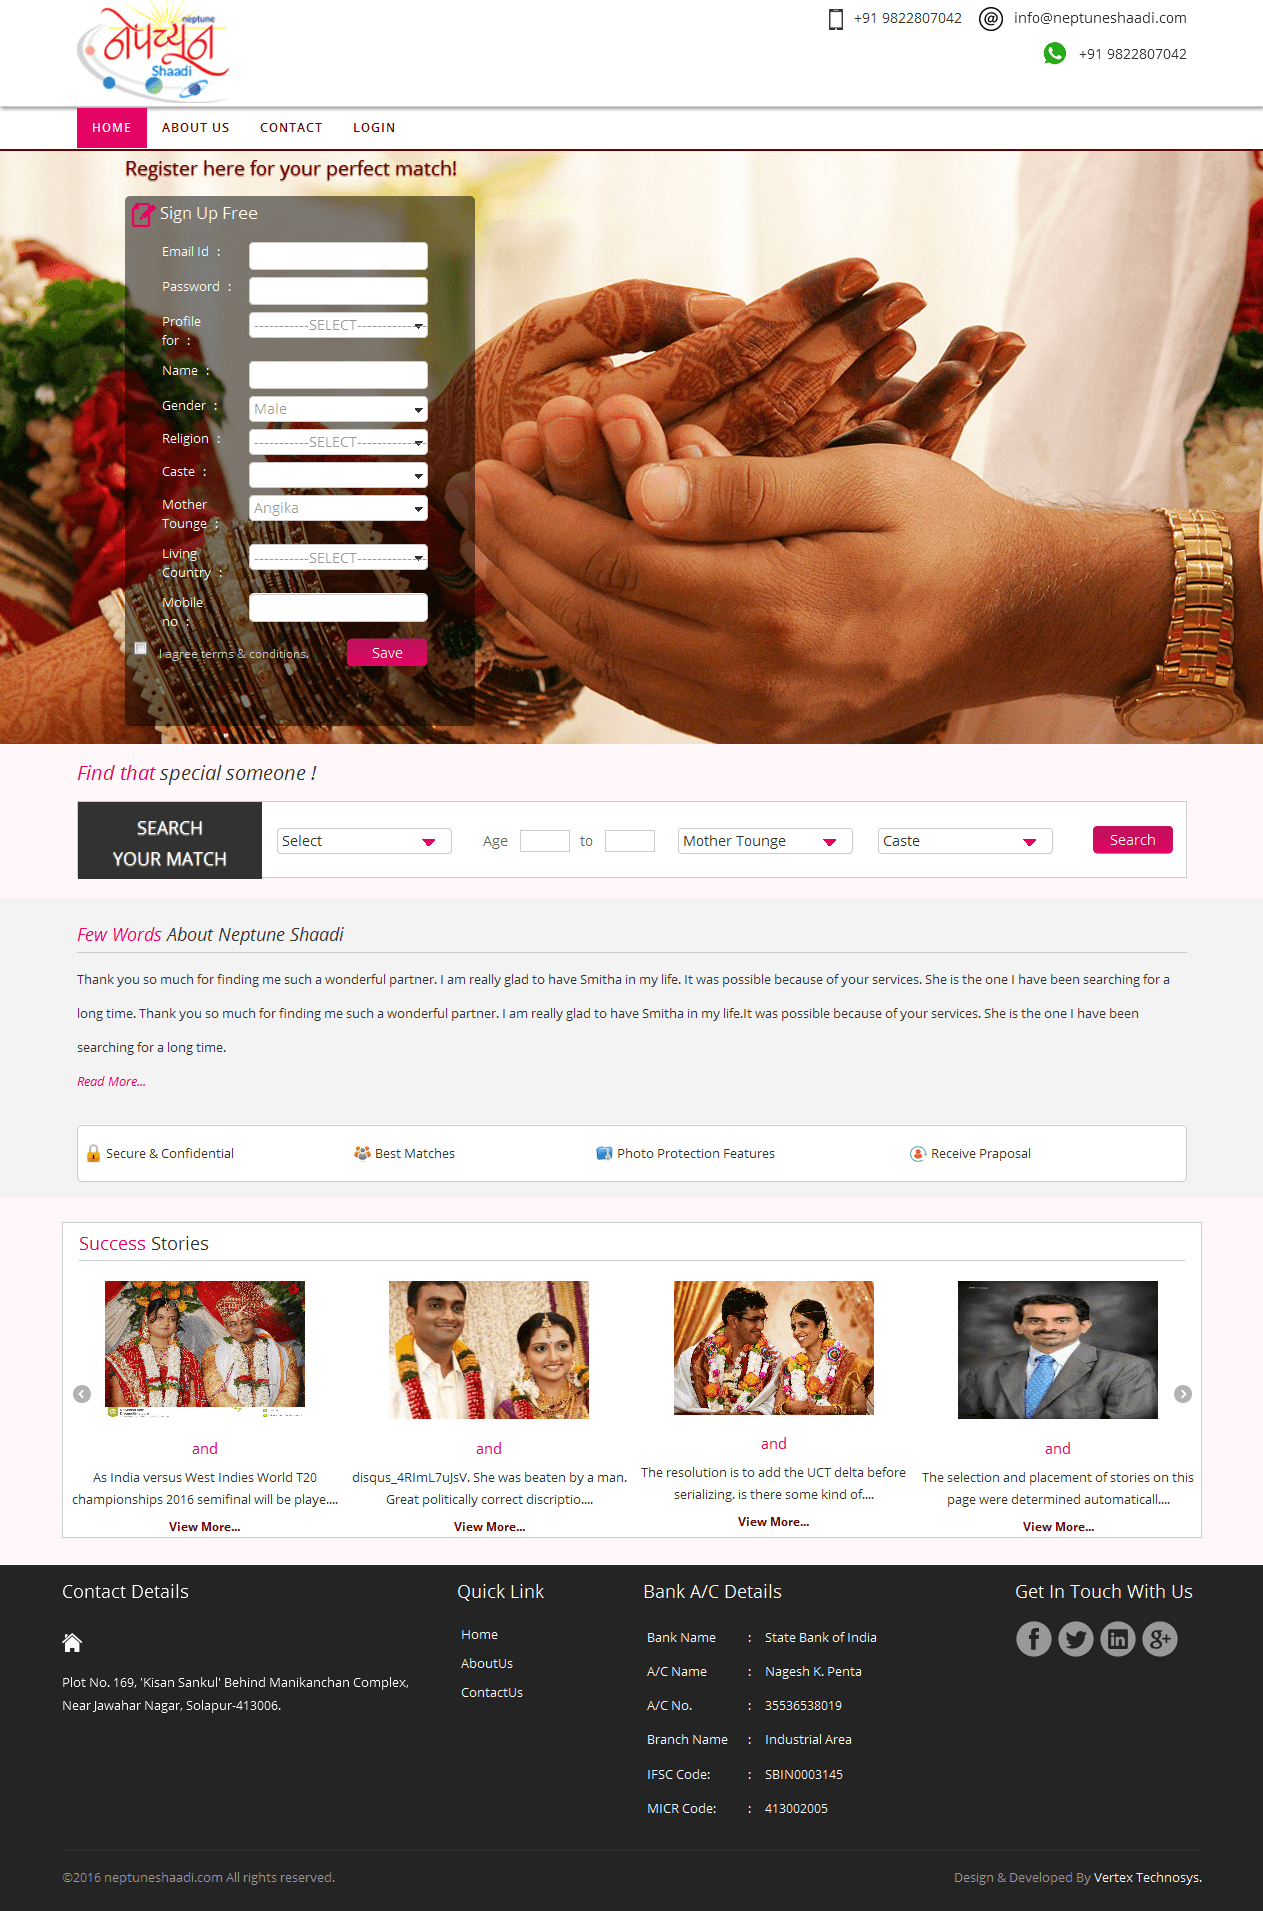 neptune
नेपच्यून
Shaadi
+91 9822807042 info@neptuneshaadi.com
+91 9822807042
HOME ABOUT US CONTACT LOGIN
Register here for your perfect match!
Sign Up Free
Email Id :
Password :
Profile for : -----------SELECT--------------
Name :
Gender : Male
Religion : -----------SELECT--------------
Caste :
Mother Tounge : Angika
Living Country : -----------SELECT--------------
Mobile no :
I agree terms & conditions. Save
Find that special someone !
SEARCH
YOUR MATCH
Select Age to Mother Tounge Caste Search
Few Words About Neptune Shaadi
Thank you so much for finding me such a wonderful partner. I am really glad to have Smitha in my life. It was possible because of your services. She is the one I have been searching for a
long time. Thank you so much for finding me such a wonderful partner. I am really glad to have Smitha in my life.It was possible because of your services. She is the one I have been
searching for a long time.
Read More...
Secure & Confidential Best Matches Photo Protection Features Receive Praposal
Success Stories
and
As India versus West Indies World T20
championships 2016 semifinal will be playe....
View More...
and
disqus_4RImL7uJsV. She was beaten by a man.
Great politically correct discriptio....
View More...
and
The resolution is to add the UCT delta before
serializing. is there some kind of....
View More...
and
The selection and placement of stories on this
page were determined automaticall....
View More...
Contact Details
Plot No. 169, 'Kisan Sankul' Behind Manikanchan Complex,
Near Jawahar Nagar, Solapur-413006.
Quick Link
Home
AboutUs
ContactUs
Bank A/C Details
Bank Name : State Bank of India
A/C Name : Nagesh K. Penta
A/C No. : 35536538019
Branch Name : Industrial Area
IFSC Code: : SBIN0003145
MICR Code: : 413002005
Get In Touch With Us
©2016 neptuneshaadi.com All rights reserved.
Design & Developed By Vertex Technosys.